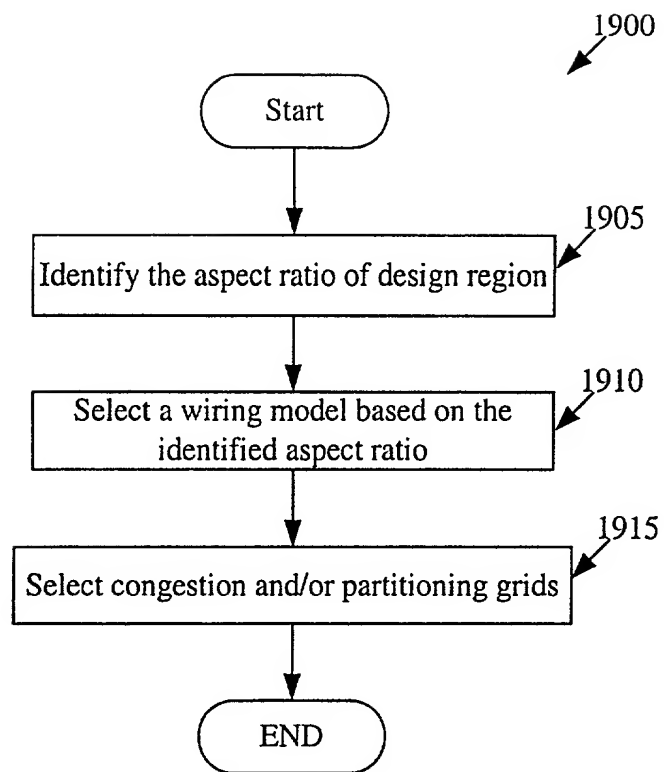 1900
Start
1905
Identify the aspect ratio of design region
1910
Select a wiring model based on the
identified aspect ratio
1915
Select congestion and/or partitioning grids
END